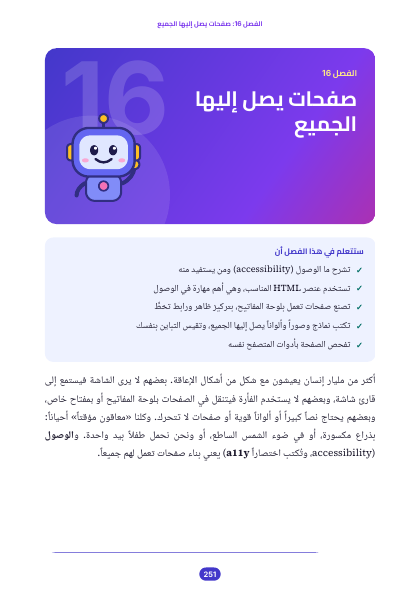 الفصل 16: صفحات يصل إليها الجميع
16
الفصل 16
صفحات يصل إليها
الجميع
ستتعلم في هذا الفصل أن
✓ تشرح ما الوصول (accessibility) ومن يستفيد منه
✓ تستخدم عنصر HTML المناسب، وهي أهم مهارة في الوصول
✓ تصنع صفحات تعمل بلوحة المفاتيح، بتركيز ظاهر ورابط تخطٍّ
✓ تكتب نماذج وصوراً وألواناً يصل إليها الجميع، وتقيس التباين بنفسك
✓ تفحص الصفحة بأدوات المتصفح نفسه
أكثر من مليار إنسان يعيشون مع شكل من أشكال الإعاقة. بعضهم لا يرى الشاشة فيستمع إلى
قارئ شاشة، وبعضهم لا يستخدم الفأرة فيتنقل في الصفحات بلوحة المفاتيح أو بمفتاح خاص،
وبعضهم يحتاج نصاً كبيراً أو ألواناً قوية أو صفحات لا تتحرك. وكلنا «معاقون مؤقتاً» أحياناً:
بذراع مكسورة، أو في ضوء الشمس الساطع، أو ونحن نحمل طفلاً بيد واحدة. والوصول
(accessibility، وتُكتب اختصاراً a11y) يعني بناء صفحات تعمل لهم جميعاً.
251